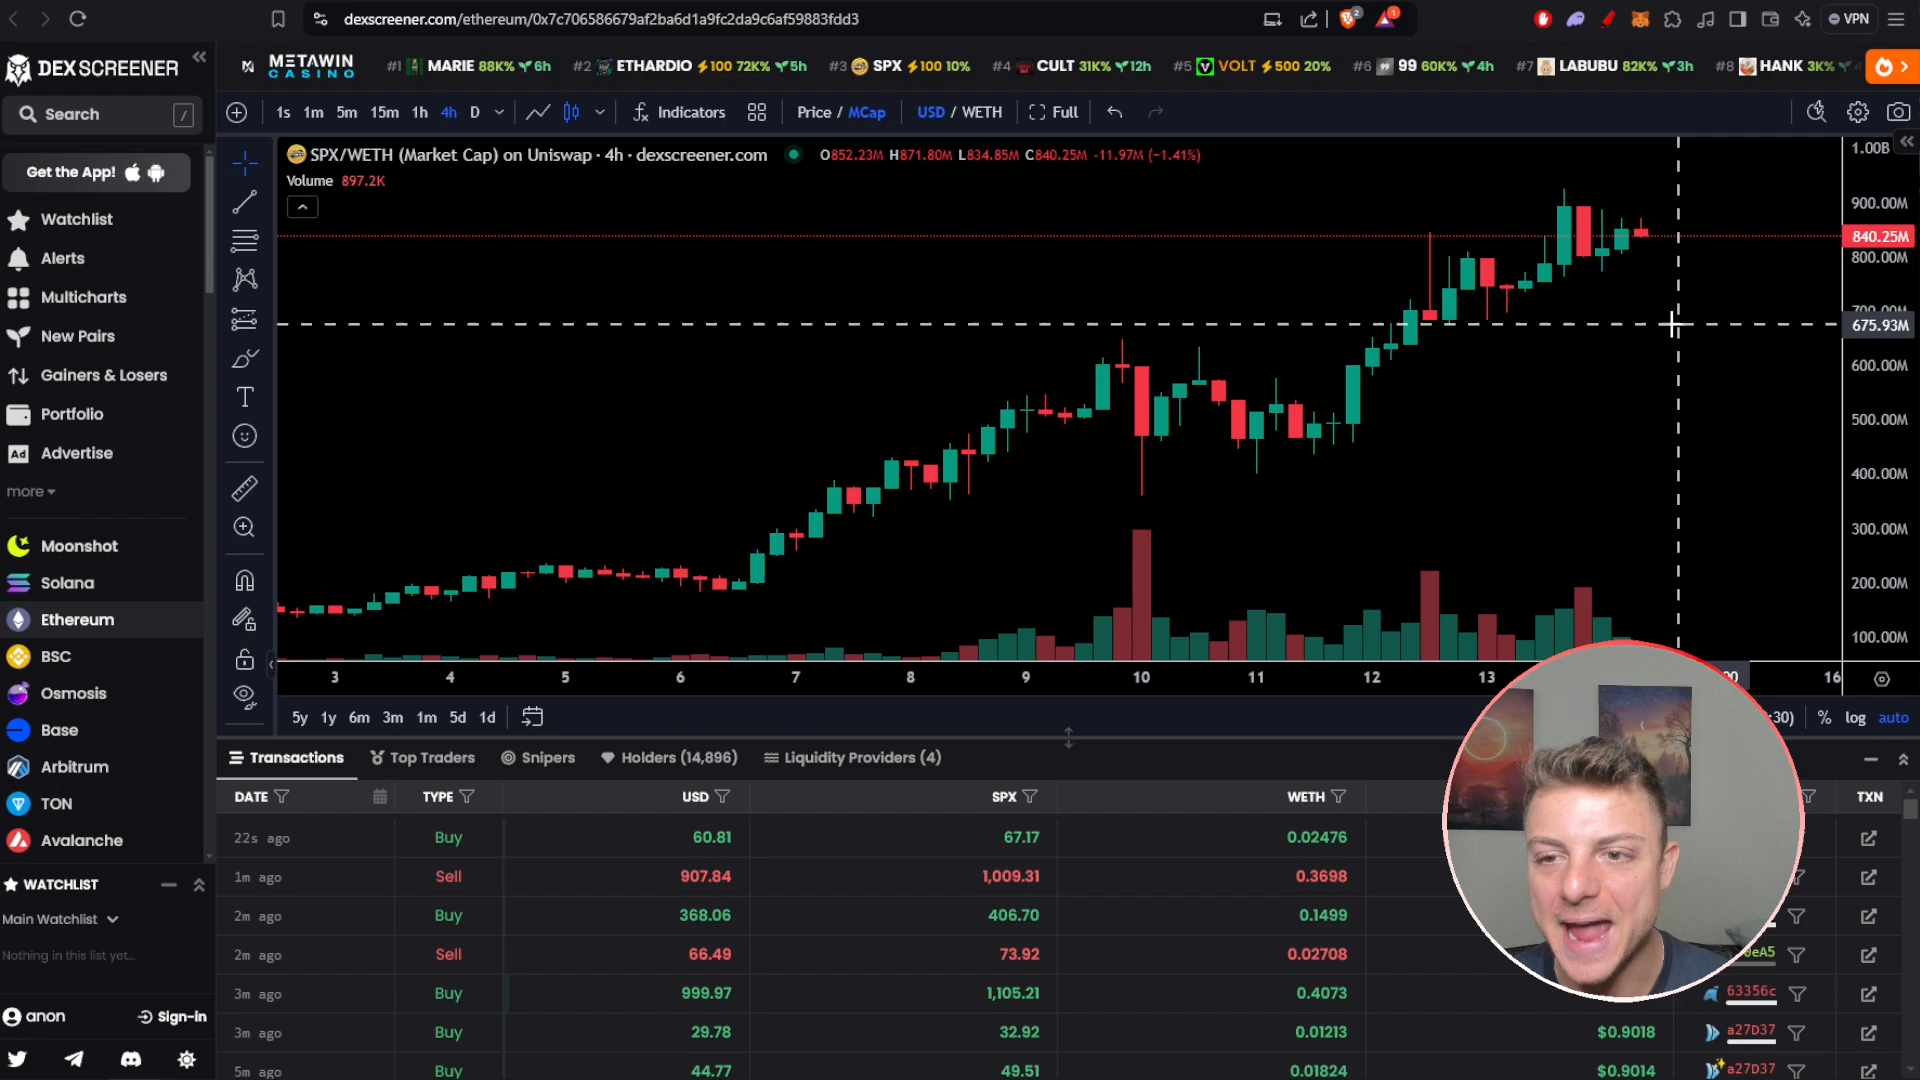 dexscreener.com/ethereum/0x7c706586679af2ba6d1a9fc2da9c6af59883fdd3
2
1
VPN
DEX SCREENER
METAWIN
CASINO
#1 MARIE 88K% 6h #2 ETHARDIO 100 72K% 5h #3 SPX 100 10% #4 CULT 31K% 12h #5 VOLT 500 20% #6 99 60K% 4h #7 LABUBU 82K% 3h #8 HANK 3K%
Search /
1s 1m 5m 15m 1h 4h D Indicators Price / MCap USD / WETH Full
SPX/WETH (Market Cap) on Uniswap · 4h · dexscreener.com O852.23M H871.80M L834.85M C840.25M -11.97M (−1.41%)
Volume 897.2K
Get the App!
Watchlist
Alerts
Multicharts
New Pairs
Gainers & Losers
Portfolio
Ad Advertise
more
Moonshot
Solana
Ethereum
BSC
Osmosis
Base
Arbitrum
TON
Avalanche
WATCHLIST
Main Watchlist
Nothing in this list yet...
anon Sign-in
1.00B
900.00M
840.25M
800.00M
700.00M
675.93M
600.00M
500.00M
400.00M
300.00M
200.00M
100.00M
3 4 5 6 7 8 9 10 11 12 13 16
5y 1y 6m 3m 1m 5d 1d :30) % log auto
Transactions Top Traders Snipers Holders (14,896) Liquidity Providers (4)
DATE TYPE USD SPX WETH TXN
22s ago Buy 60.81 67.17 0.02476
1m ago Sell 907.84 1,009.31 0.3698
2m ago Buy 368.06 406.70 0.1499
2m ago Sell 66.49 73.92 0.02708 0eA5
3m ago Buy 999.97 1,105.21 0.4073 63356c
3m ago Buy 29.78 32.92 0.01213 $0.9018 a27D37
5m ago Buy 44.77 49.51 0.01824 $0.9014 a27D37